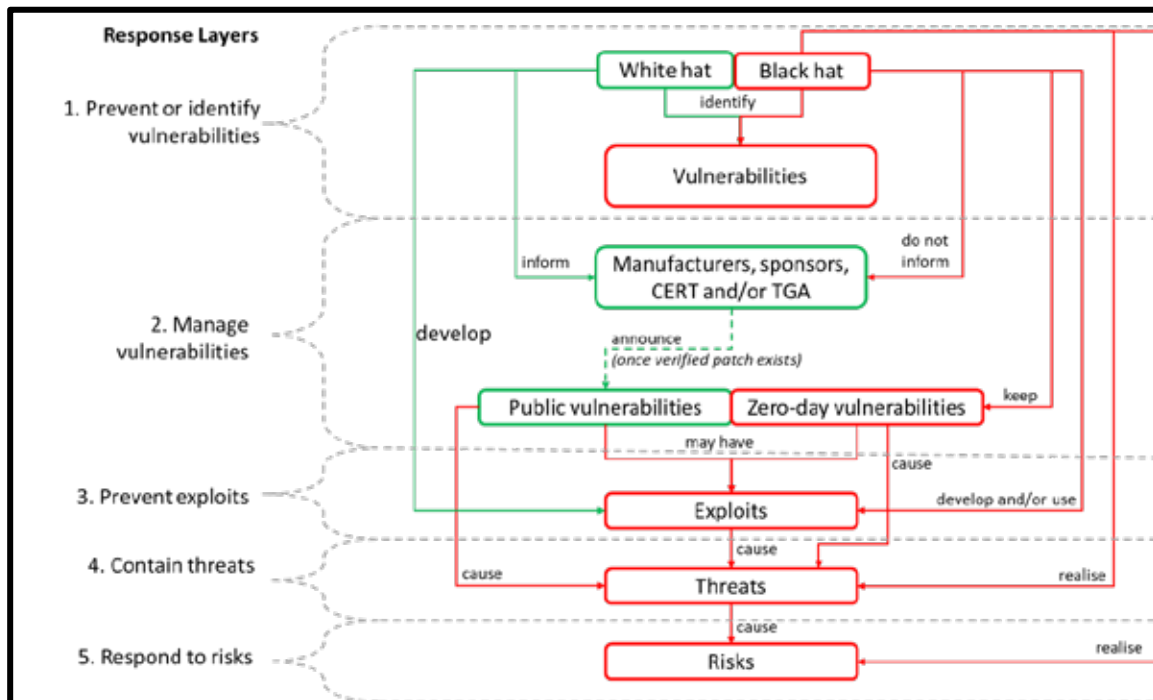 Response Layers
White hat
Black hat
identify
1. Prevent or identify
vulnerabilities
Vulnerabilities
do not
inform
inform
Manufacturers, sponsors,
CERT and/or TGA
2. Manage
vulnerabilities
develop
announce
(once verified patch exists)
Public vulnerabilities
Zero-day vulnerabilities
keep
may have
cause
3. Prevent exploits
Exploits
develop and/or use
cause
4. Contain threats
cause
Threats
realise
cause
5. Respond to risks
Risks
realise